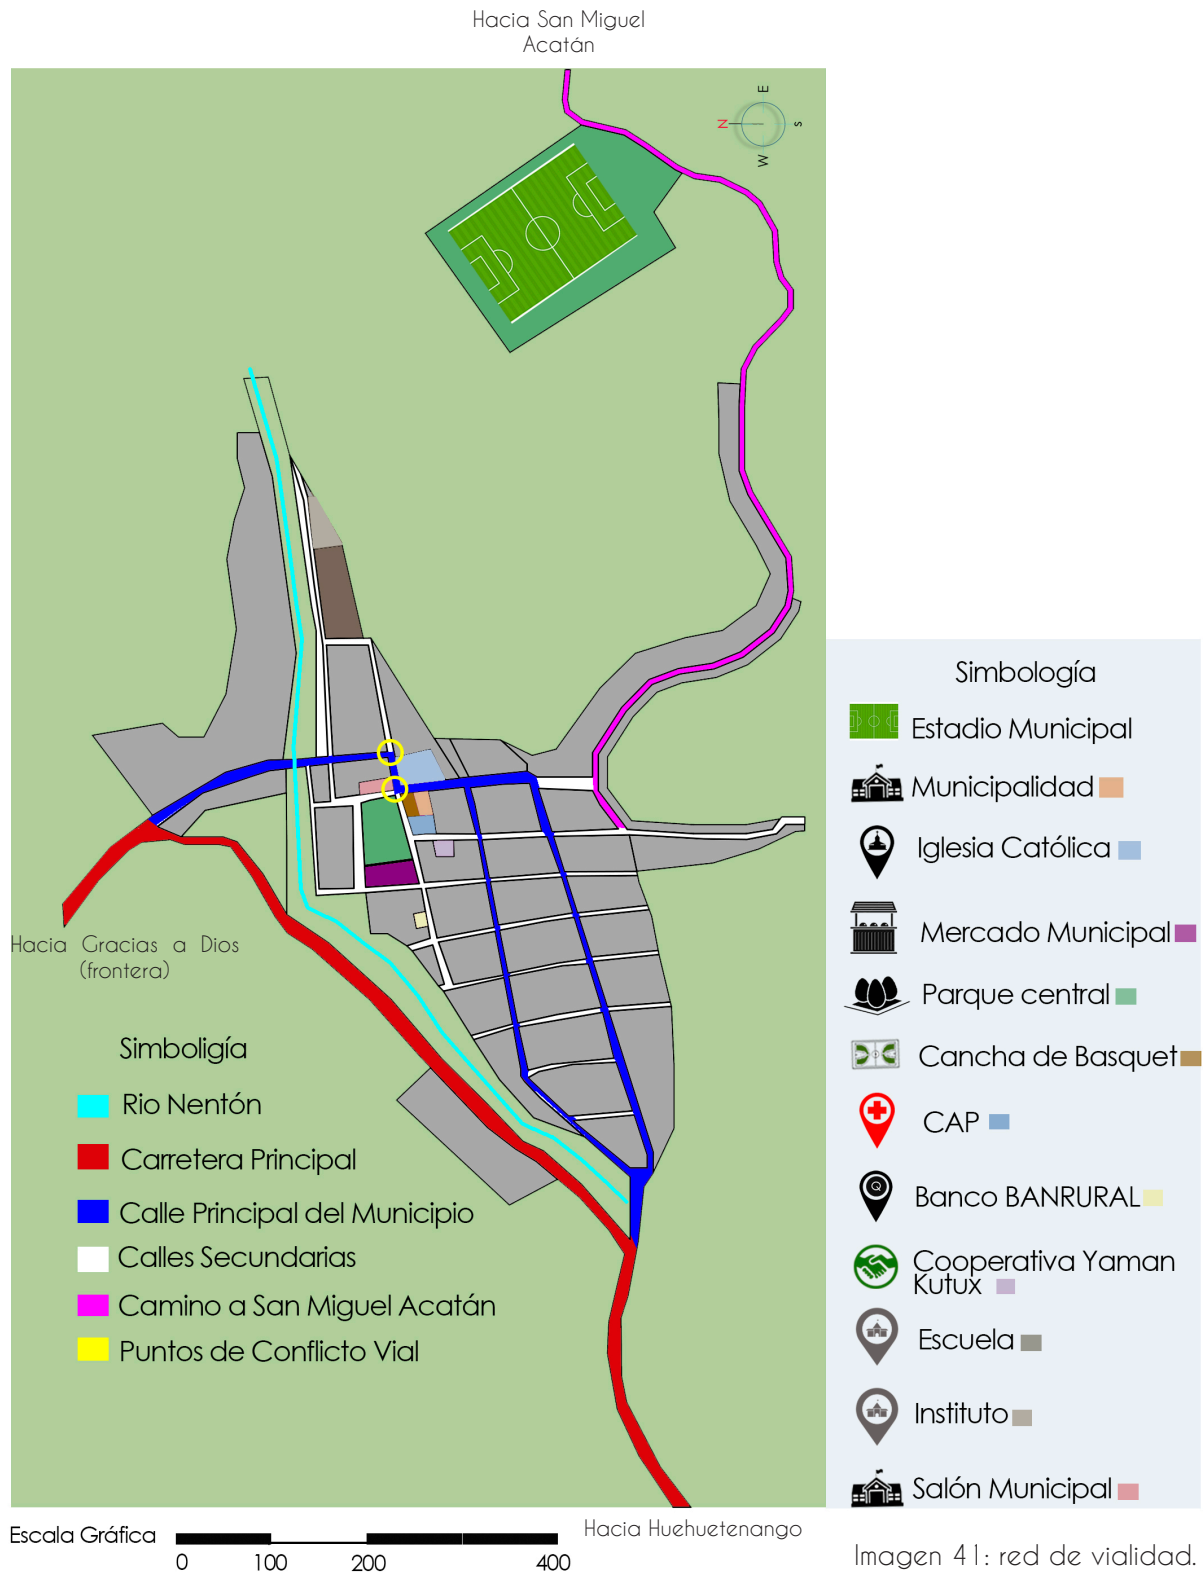 Hacia San Miguel
Acatán
E
N
S
W
Hacia Gracias a Dios
(frontera)
Simboligía
Rio Nentón
Carretera Principal
Calle Principal del Municipio
Calles Secundarias
Camino a San Miguel Acatán
Puntos de Conflicto Vial
Simbología
Estadio Municipal
Municipalidad
Iglesia Católica
Mercado Municipal
Parque central
Cancha de Basquet
CAP
Banco BANRURAL
Cooperativa Yaman
Kutux
Escuela
Instituto
Salón Municipal
Escala Gráfica
0 100 200 400
Hacia Huehuetenango
Imagen 41: red de vialidad.